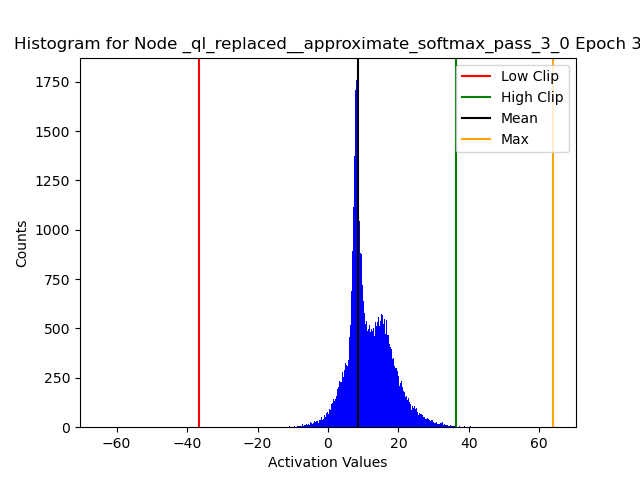 Histogram for Node _ql_replaced__approximate_softmax_pass_3_0 Epoch 3
Low Clip
High Clip
Mean
Max
Counts
1750
1500
1250
1000
750
500
250
0
−60
−40
−20
0
20
40
60
Activation Values